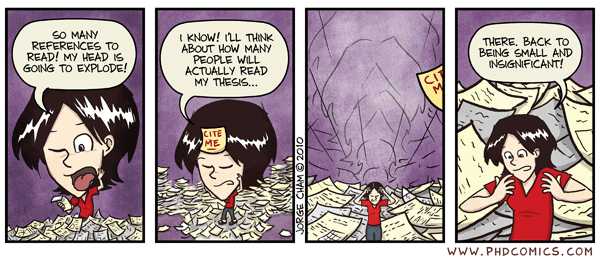 SO MANY
REFERENCES TO
READ! MY HEAD IS
GOING TO EXPLODE!
I KNOW! I'LL THINK
ABOUT HOW MANY
PEOPLE WILL
ACTUALLY READ
MY THESIS...
CITE
ME
JORGE CHAM © 2010
CITE
ME
THERE. BACK TO
BEING SMALL AND
INSIGNIFICANT!
WWW.PHDCOMICS.COM